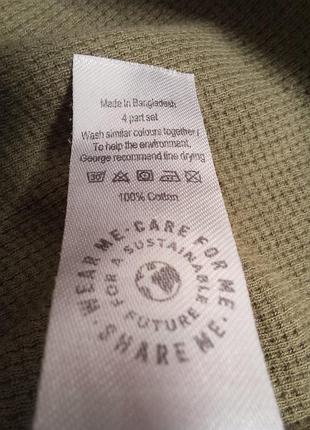 Made In Bangladesh
4 part set
Wash similar colours together /
To help the environment,
George recommend line drying
30
100% Cotton
WEAR ME·CARE FOR ME·SHARE ME·
FOR A SUSTAINABLE FUTURE